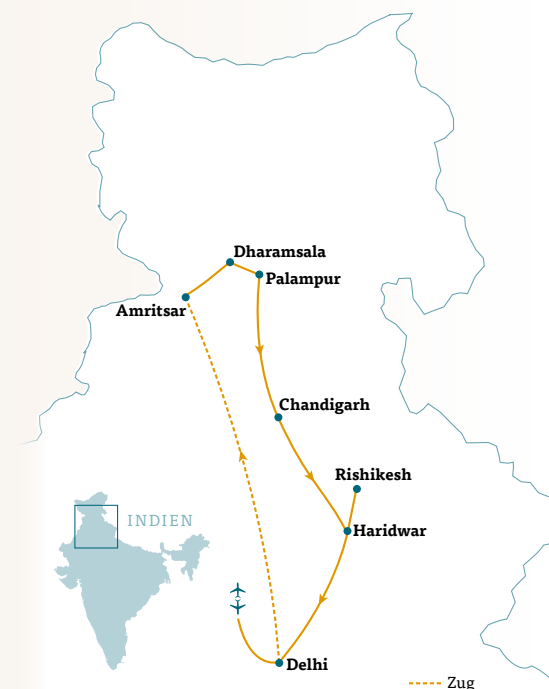 Dharamsala
Palampur
Amritsar
Chandigarh
Rishikesh
INDIEN
Haridwar
Delhi
Zug